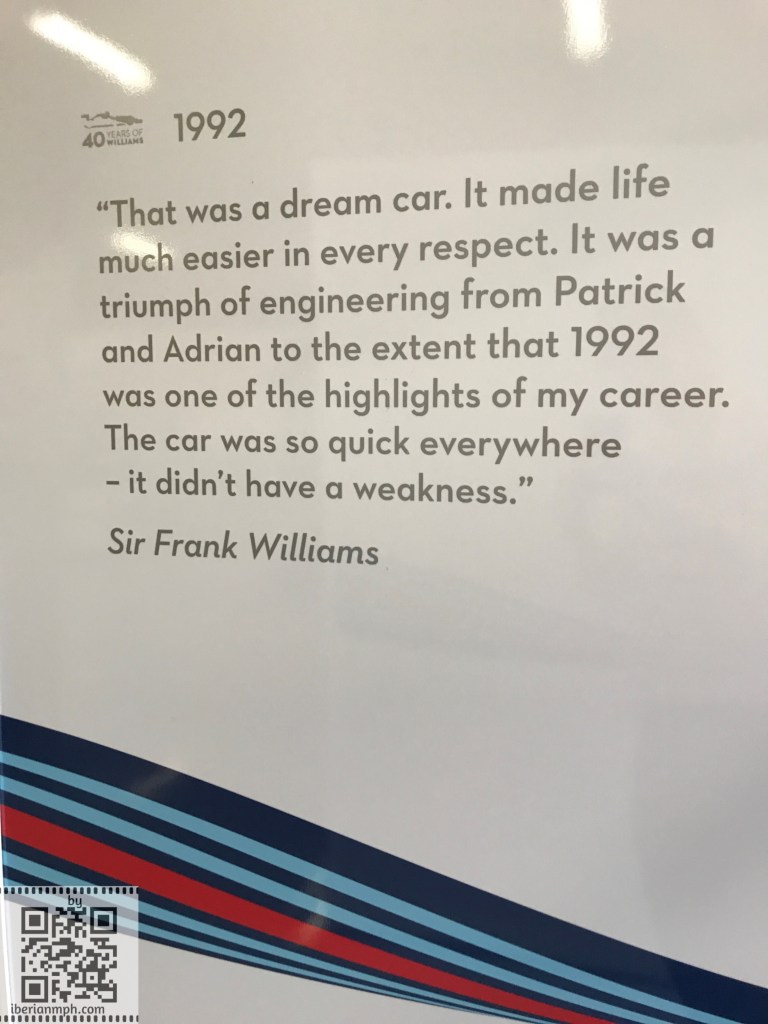 40 YEARS OF WILLIAMS
1992
“That was a dream car. It made life
much easier in every respect. It was a
triumph of engineering from Patrick
and Adrian to the extent that 1992
was one of the highlights of my career.
The car was so quick everywhere
– it didn’t have a weakness.”
Sir Frank Williams
by
iberianmph.com